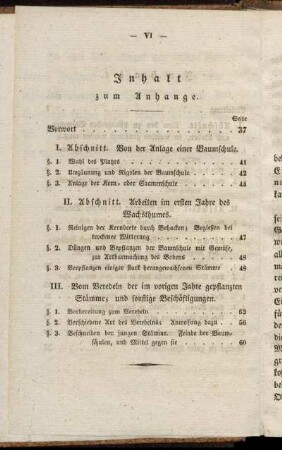 — VI —
Inhalt
zum Anhange.
Seite
Vorwort . . . . . . . . . . . . . . 37
I. Abschnitt. Von der Anlage einer Baumschule.
§. 1. Wahl des Platzes . . . . . . . . . 41
§. 2. Umzäunung und Rigolen der Baumschule . . . 42
§. 3. Anlage der Kern- oder Saamenschule . . . . 44
II. Abschnitt. Arbeiten im ersten Jahre des
Wachsthumes.
§. 1. Reinigen der Kernbeete durch Behacken; Begießen bei
trockener Witterung . . . . . . . . 47
§. 2. Düngen und Bepflanzen der Baumschule mit Gemüse,
zur Artbarmachung des Bodens . . . . . 48
§. 3. Verpflanzen einiger stark herangewachsenen Stämme . 48
III. Vom Veredeln der im vorigen Jahre gepflanzten
Stämme; und sonstige Beschäftigungen.
§. 1. Vorbereitung zum Veredeln . . . . . . 52
§. 2. Verschiedene Art des Veredelns: Anweisung dazu . 56
§. 3. Beschneiden der jungen Stämme. Feinde der Baum-
schulen, und Mittel gegen sie . . . . . 60